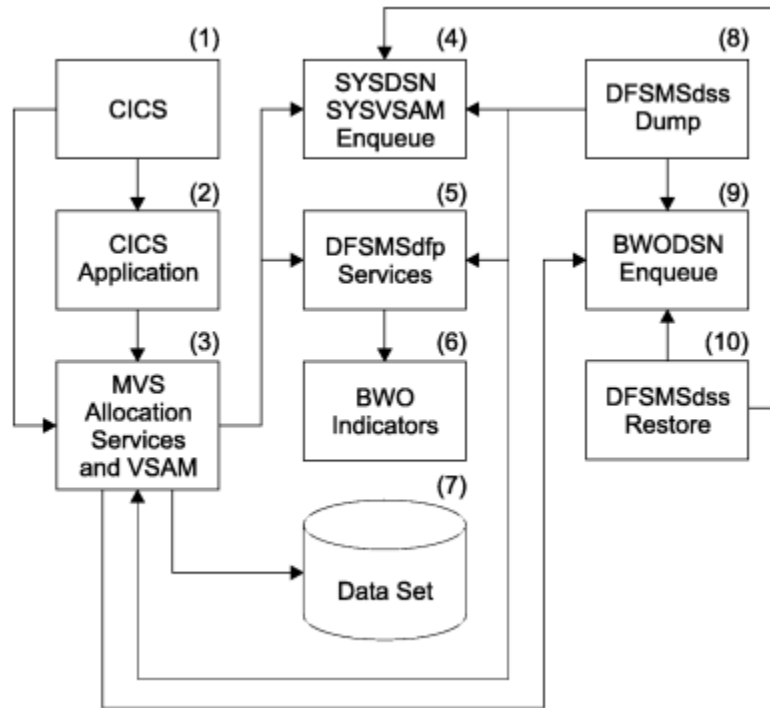 (1)
CICS
(2)
CICS
Application
(3)
MVS
Allocation
Services
and VSAM
(4)
SYSDSN
SYSVSAM
Enqueue
(5)
DFSMSdfp
Services
(6)
BWO
Indicators
(7)
Data Set
(8)
DFSMSdss
Dump
(9)
BWODSN
Enqueue
(10)
DFSMSdss
Restore